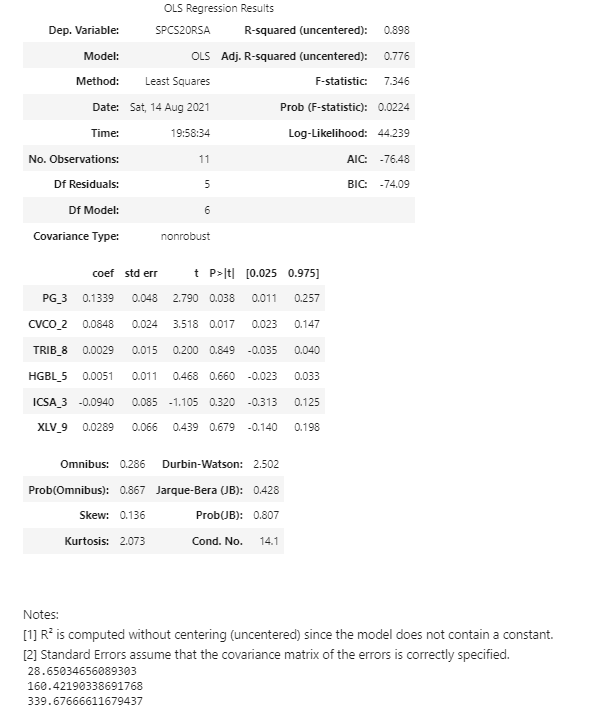 OLS Regression Results
Dep. Variable: SPCS20RSA R-squared (uncentered): 0.898
Model: OLS Adj. R-squared (uncentered): 0.776
Method: Least Squares F-statistic: 7.346
Date: Sat, 14 Aug 2021 Prob (F-statistic): 0.0224
Time: 19:58:34 Log-Likelihood: 44.239
No. Observations: 11 AIC: -76.48
Df Residuals: 5 BIC: -74.09
Df Model: 6
Covariance Type: nonrobust
coef std err t P>|t| [0.025 0.975]
PG_3 0.1339 0.048 2.790 0.038 0.011 0.257
CVCO_2 0.0848 0.024 3.518 0.017 0.023 0.147
TRIB_8 0.0029 0.015 0.200 0.849 -0.035 0.040
HGBL_5 0.0051 0.011 0.468 0.660 -0.023 0.033
ICSA_3 -0.0940 0.085 -1.105 0.320 -0.313 0.125
XLV_9 0.0289 0.066 0.439 0.679 -0.140 0.198
Omnibus: 0.286 Durbin-Watson: 2.502
Prob(Omnibus): 0.867 Jarque-Bera (JB): 0.428
Skew: 0.136 Prob(JB): 0.807
Kurtosis: 2.073 Cond. No. 14.1
Notes:
[1] R² is computed without centering (uncentered) since the model does not contain a constant.
[2] Standard Errors assume that the covariance matrix of the errors is correctly specified.
28.65034656089303
160.42190338691768
339.67666611679437